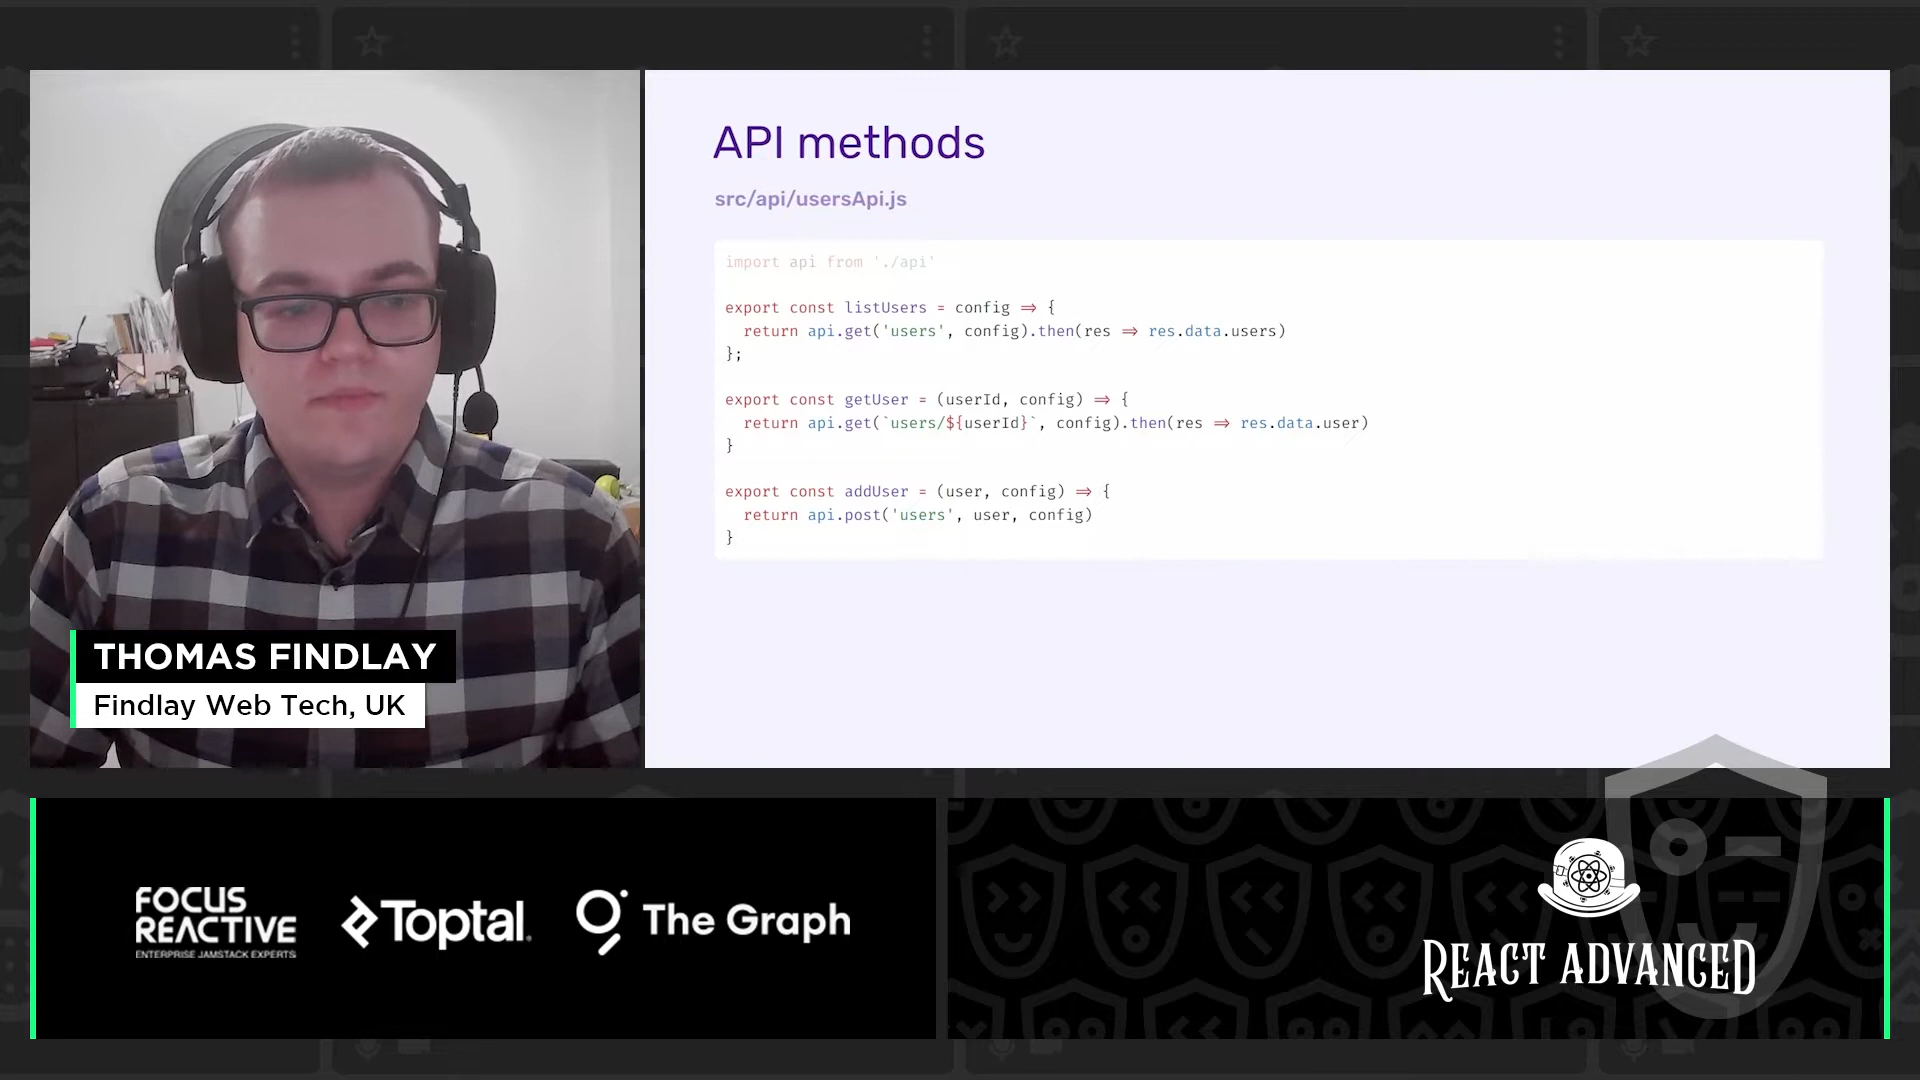 API methods
src/api/usersApi.js
import api from './api'
export const listUsers = config => {
  return api.get('users', config).then(res => res.data.users)
};
export const getUser = (userId, config) => {
  return api.get(`users/${userId}`, config).then(res => res.data.user)
}
export const addUser = (user, config) => {
  return api.post('users', user, config)
}
THOMAS FINDLAY
Findlay Web Tech, UK
FOCUS
REACTIVE
ENTERPRISE JAMSTACK EXPERTS
Toptal
The Graph
REACT ADVANCED